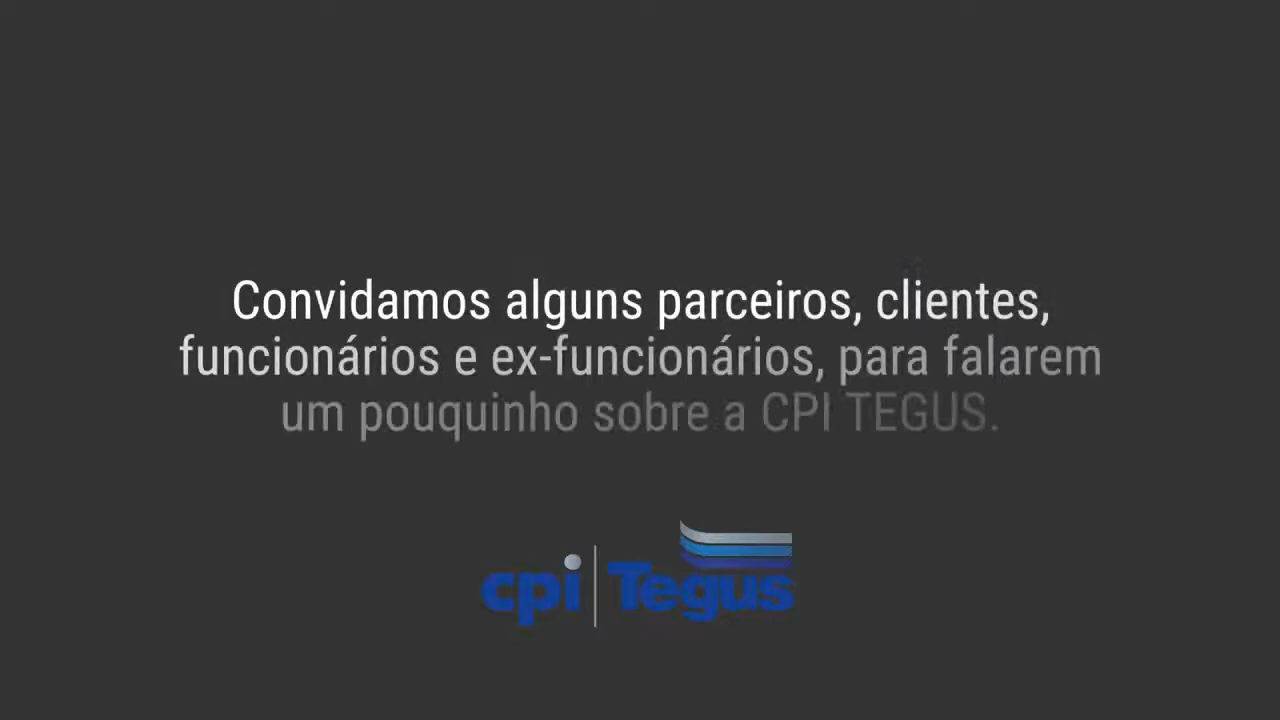 Convidamos alguns parceiros, clientes,
funcionários e ex-funcionários, para falarem
um pouquinho sobre a CPI TEGUS.
cpi Tegus